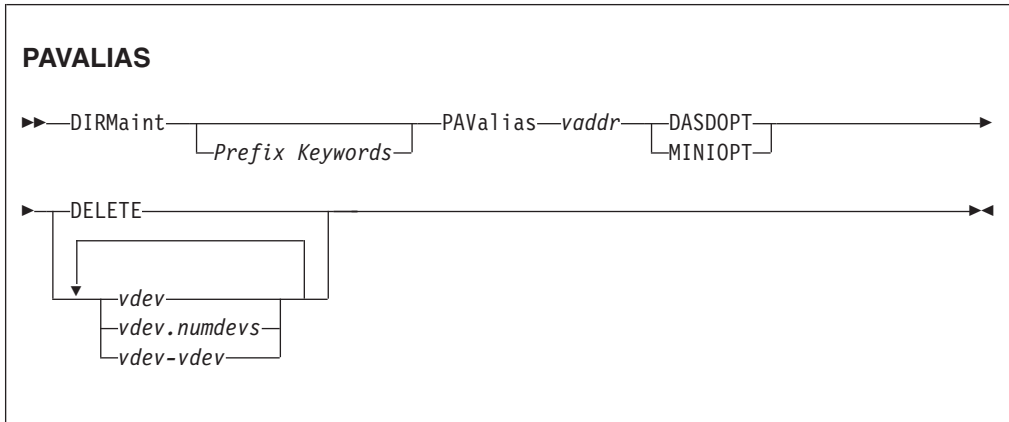 PAVALIAS
DIRMaint PAValias vaddr DASDOPT
Prefix Keywords MINIOPT
DELETE
vdev
vdev.numdevs
vdev-vdev